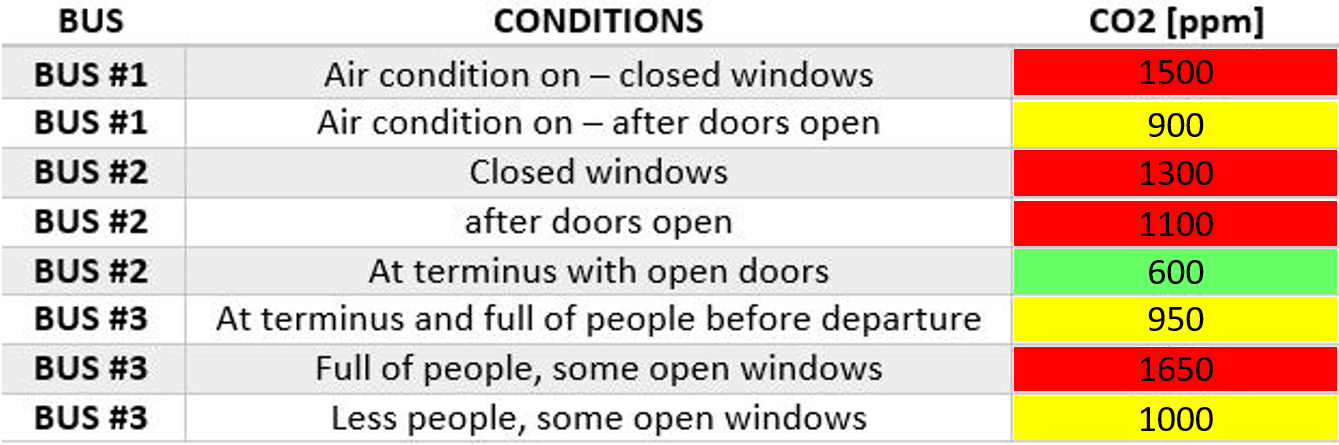 BUS CONDITIONS CO2 [ppm]
BUS #1 Air condition on – closed windows 1500
BUS #1 Air condition on – after doors open 900
BUS #2 Closed windows 1300
BUS #2 after doors open 1100
BUS #2 At terminus with open doors 600
BUS #3 At terminus and full of people before departure 950
BUS #3 Full of people, some open windows 1650
BUS #3 Less people, some open windows 1000